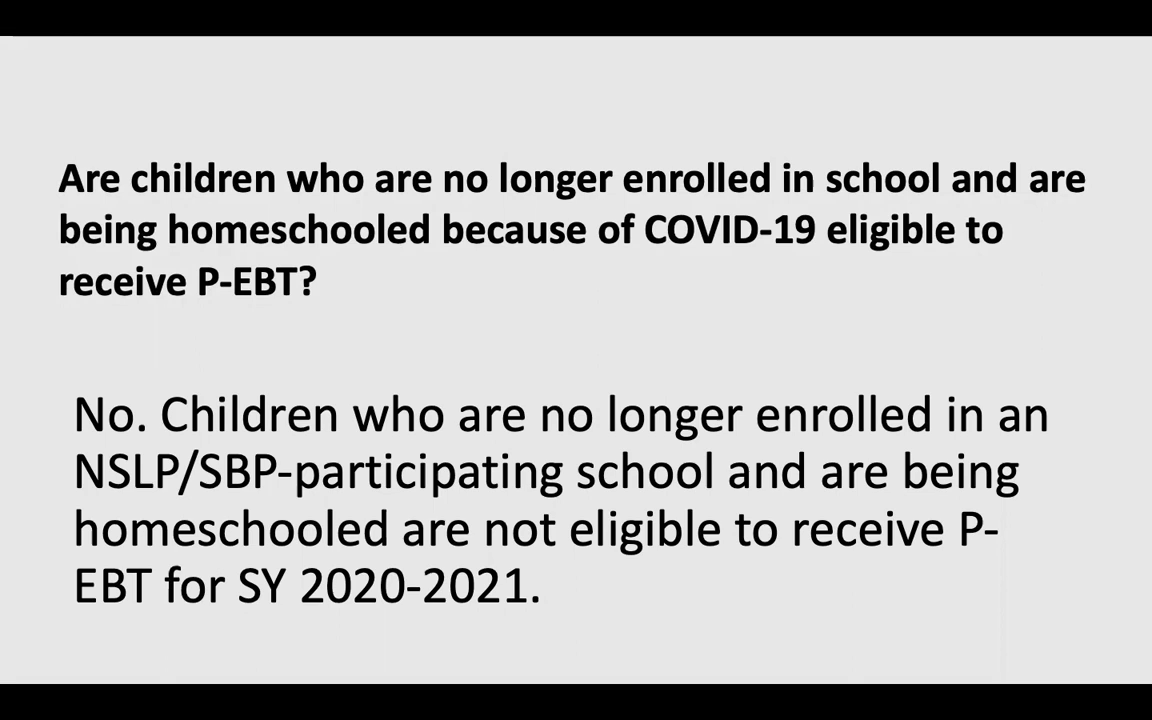 Are children who are no longer enrolled in school and are
being homeschooled because of COVID-19 eligible to
receive P-EBT?
No. Children who are no longer enrolled in an
NSLP/SBP-participating school and are being
homeschooled are not eligible to receive P-
EBT for SY 2020-2021.